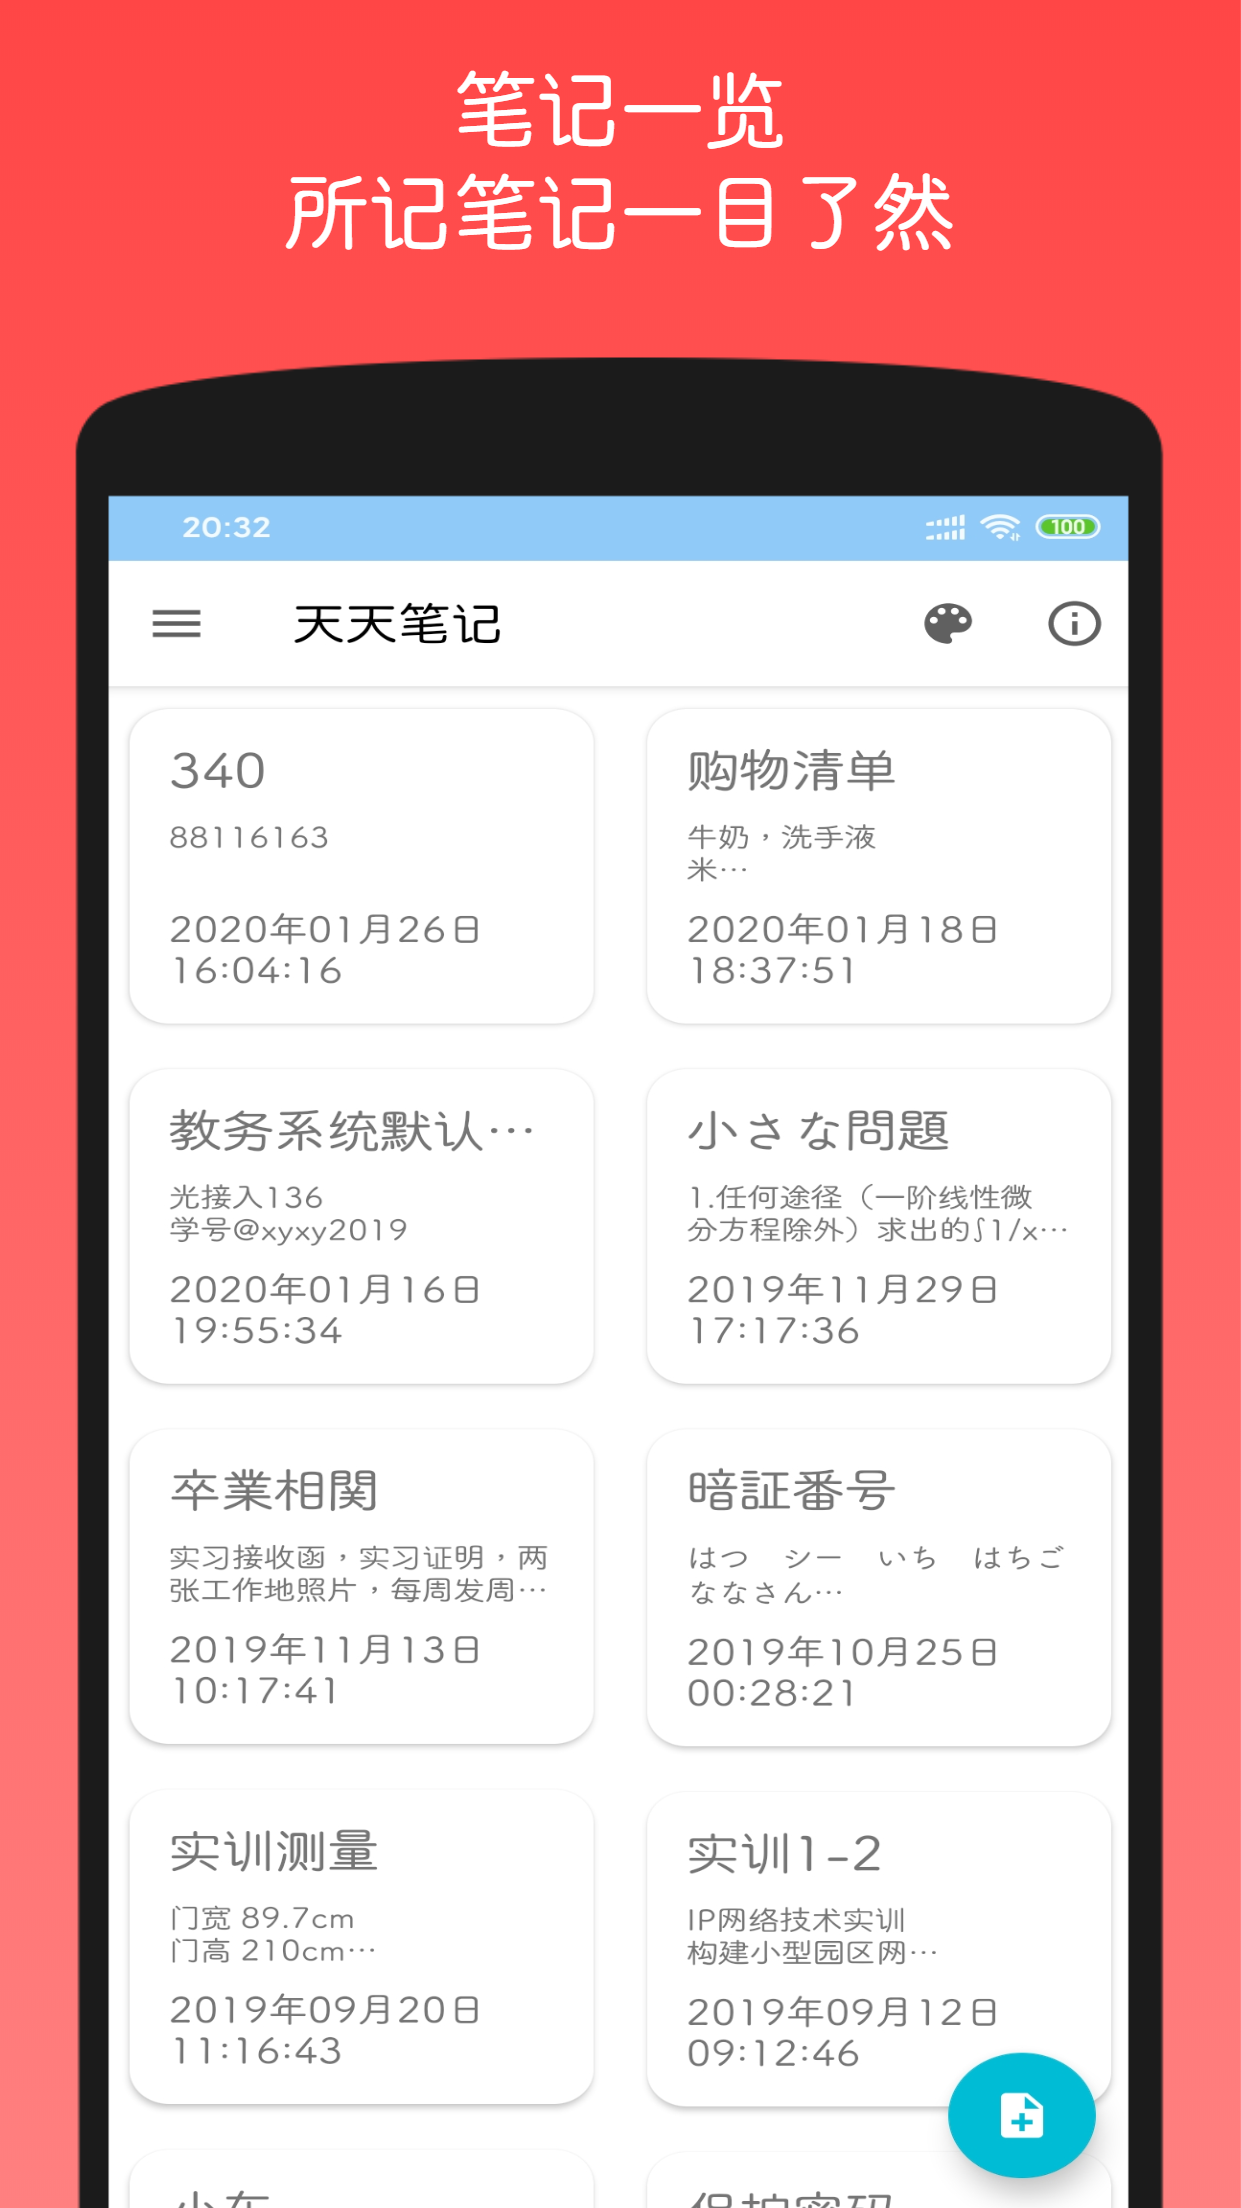 笔记一览
所记笔记一目了然
20:32
100
天天笔记
340
88116163
2020年01月26日
16:04:16
购物清单
牛奶，洗手液
米…
2020年01月18日
18:37:51
教务系统默认…
光接入136
学号@xyxy2019
2020年01月16日
19:55:34
小さな問題
1.任何途径（一阶线性微
分方程除外）求出的∫1/x…
2019年11月29日
17:17:36
卒業相関
实习接收函，实习证明，两
张工作地照片，每周发周…
2019年11月13日
10:17:41
暗証番号
はつ　シー　いち　はちご
ななさん…
2019年10月25日
00:28:21
实训测量
门宽 89.7cm
门高 210cm…
2019年09月20日
11:16:43
实训1-2
IP网络技术实训
构建小型园区网…
2019年09月12日
09:12:46
保护密码